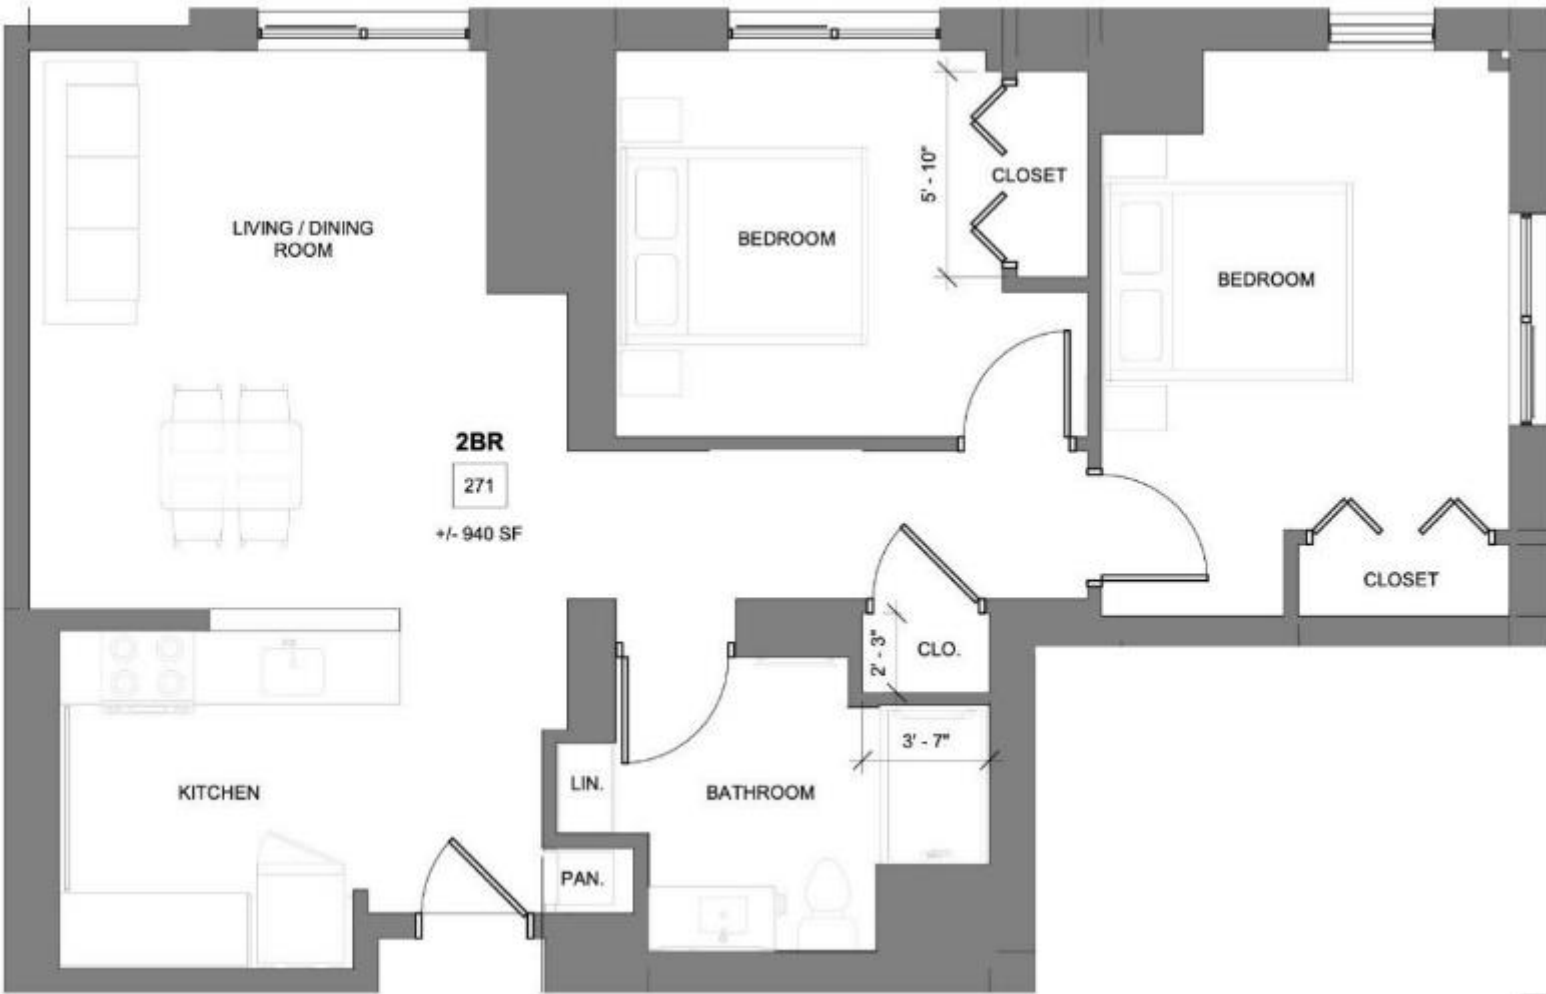 LIVING / DINING
ROOM
BEDROOM
5' - 10"
CLOSET
BEDROOM
2BR
271
+/- 940 SF
CLOSET
2' - 3"
CLO.
3' - 7"
KITCHEN
LIN.
BATHROOM
PAN.